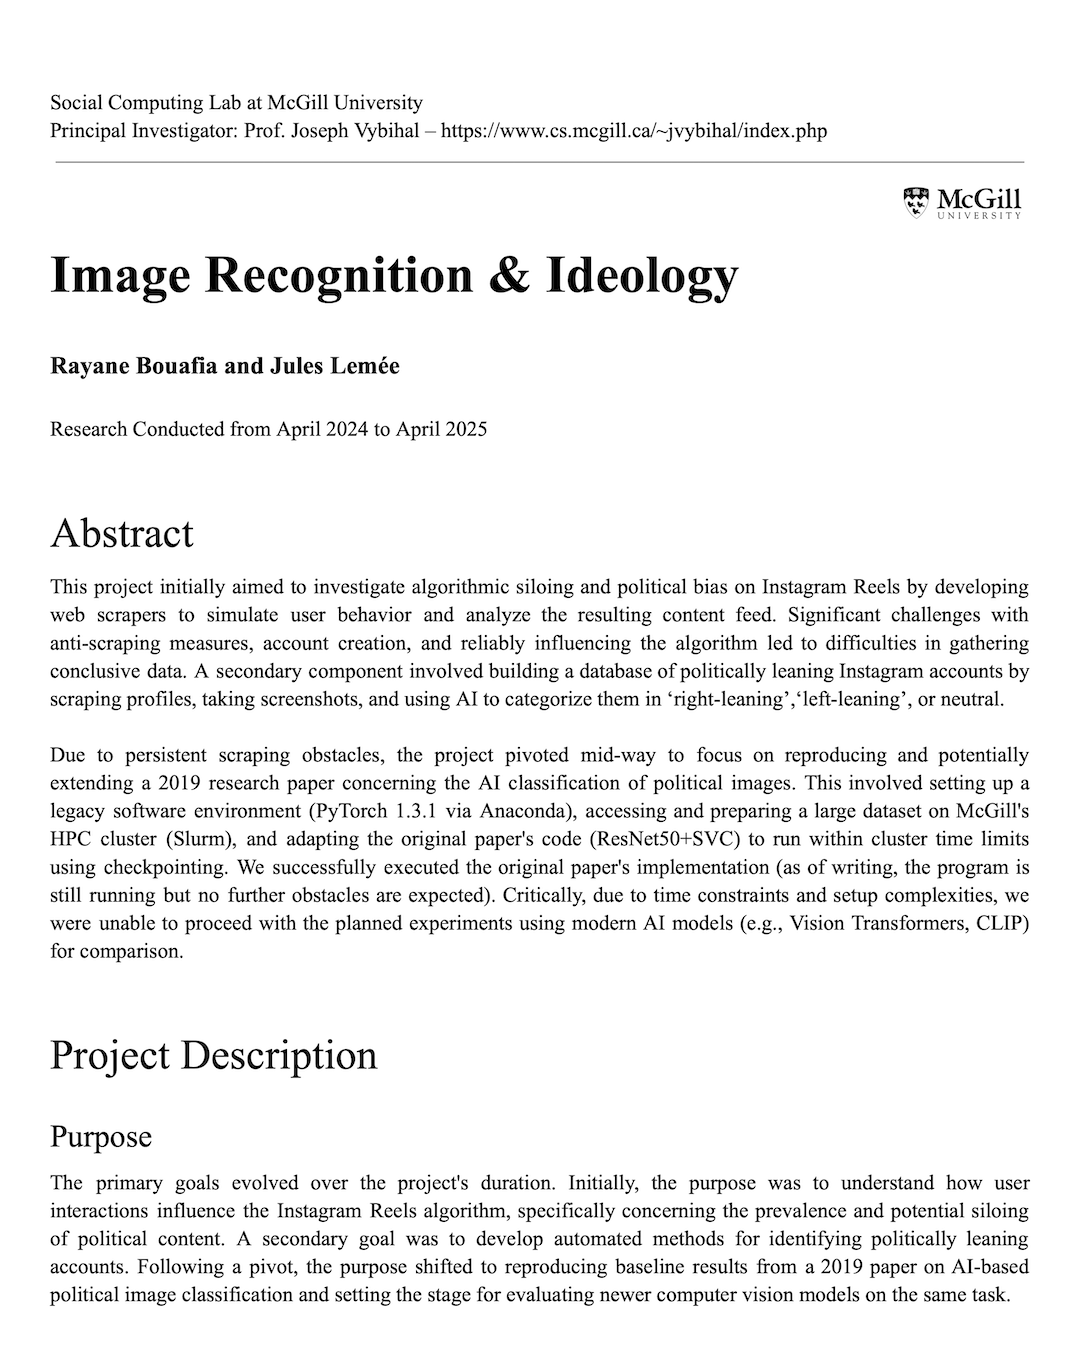 Social Computing Lab at McGill University
Principal Investigator: Prof. Joseph Vybihal – https://www.cs.mcgill.ca/~jvybihal/index.php
McGill
UNIVERSITY
Image Recognition & Ideology
Rayane Bouafia and Jules Lemée
Research Conducted from April 2024 to April 2025
Abstract
This project initially aimed to investigate algorithmic siloing and political bias on Instagram Reels by developing
web scrapers to simulate user behavior and analyze the resulting content feed. Significant challenges with
anti-scraping measures, account creation, and reliably influencing the algorithm led to difficulties in gathering
conclusive data. A secondary component involved building a database of politically leaning Instagram accounts by
scraping profiles, taking screenshots, and using AI to categorize them in ‘right-leaning’,‘left-leaning’, or neutral.
Due to persistent scraping obstacles, the project pivoted mid-way to focus on reproducing and potentially
extending a 2019 research paper concerning the AI classification of political images. This involved setting up a
legacy software environment (PyTorch 1.3.1 via Anaconda), accessing and preparing a large dataset on McGill's
HPC cluster (Slurm), and adapting the original paper's code (ResNet50+SVC) to run within cluster time limits
using checkpointing. We successfully executed the original paper's implementation (as of writing, the program is
still running but no further obstacles are expected). Critically, due to time constraints and setup complexities, we
were unable to proceed with the planned experiments using modern AI models (e.g., Vision Transformers, CLIP)
for comparison.
Project Description
Purpose
The primary goals evolved over the project's duration. Initially, the purpose was to understand how user
interactions influence the Instagram Reels algorithm, specifically concerning the prevalence and potential siloing
of political content. A secondary goal was to develop automated methods for identifying politically leaning
accounts. Following a pivot, the purpose shifted to reproducing baseline results from a 2019 paper on AI-based
political image classification and setting the stage for evaluating newer computer vision models on the same task.